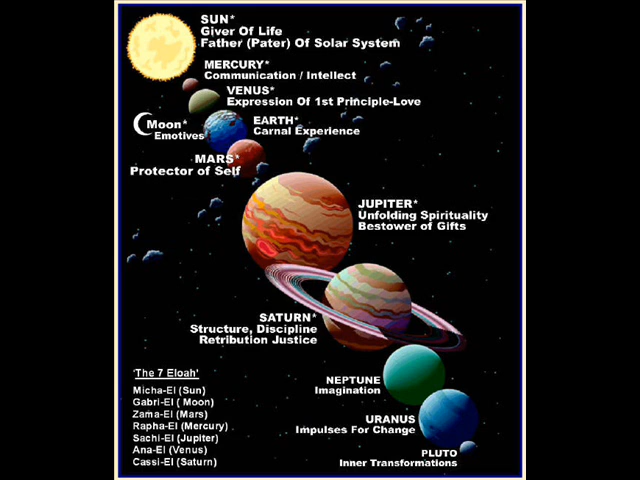 SUN*
Giver Of Life
Father (Pater) Of Solar System
MERCURY*
Communication / Intellect
VENUS*
Expression Of 1st Principle-Love
Moon*
Emotives
EARTH*
Carnal Experience
MARS*
Protector of Self
JUPITER*
Unfolding Spirituality
Bestower of Gifts
SATURN*
Structure, Discipline
Retribution Justice
NEPTUNE
Imagination
URANUS
Impulses For Change
PLUTO
Inner Transformations
'The 7 Eloah'
Micha-El (Sun)
Gabri-El ( Moon)
Zama-El (Mars)
Rapha-El (Mercury)
Sachi-El (Jupiter)
Ana-El (Venus)
Cassi-El (Saturn)